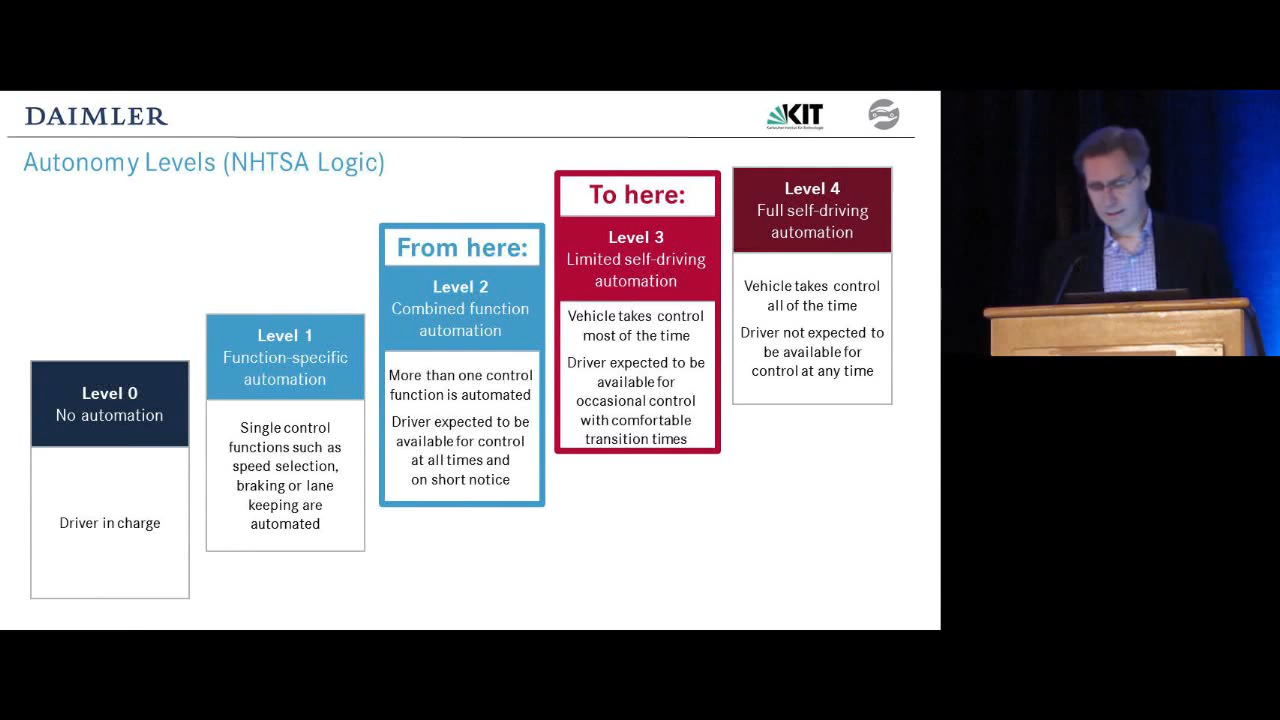 DAIMLER
KIT
Autonomy Levels (NHTSA Logic)
Level 0
No automation
Driver in charge
Level 1
Function-specific
automation
Single control
functions such as
speed selection,
braking or lane
keeping are
automated
From here:
Level 2
Combined function
automation
More than one control
function is automated
Driver expected to be
available for control
at all times and
on short notice
To here:
Level 3
Limited self-driving
automation
Vehicle takes control
most of the time
Driver expected to be
available for
occasional control
with comfortable
transition times
Level 4
Full self-driving
automation
Vehicle takes control
all of the time
Driver not expected to
be available for
control at any time